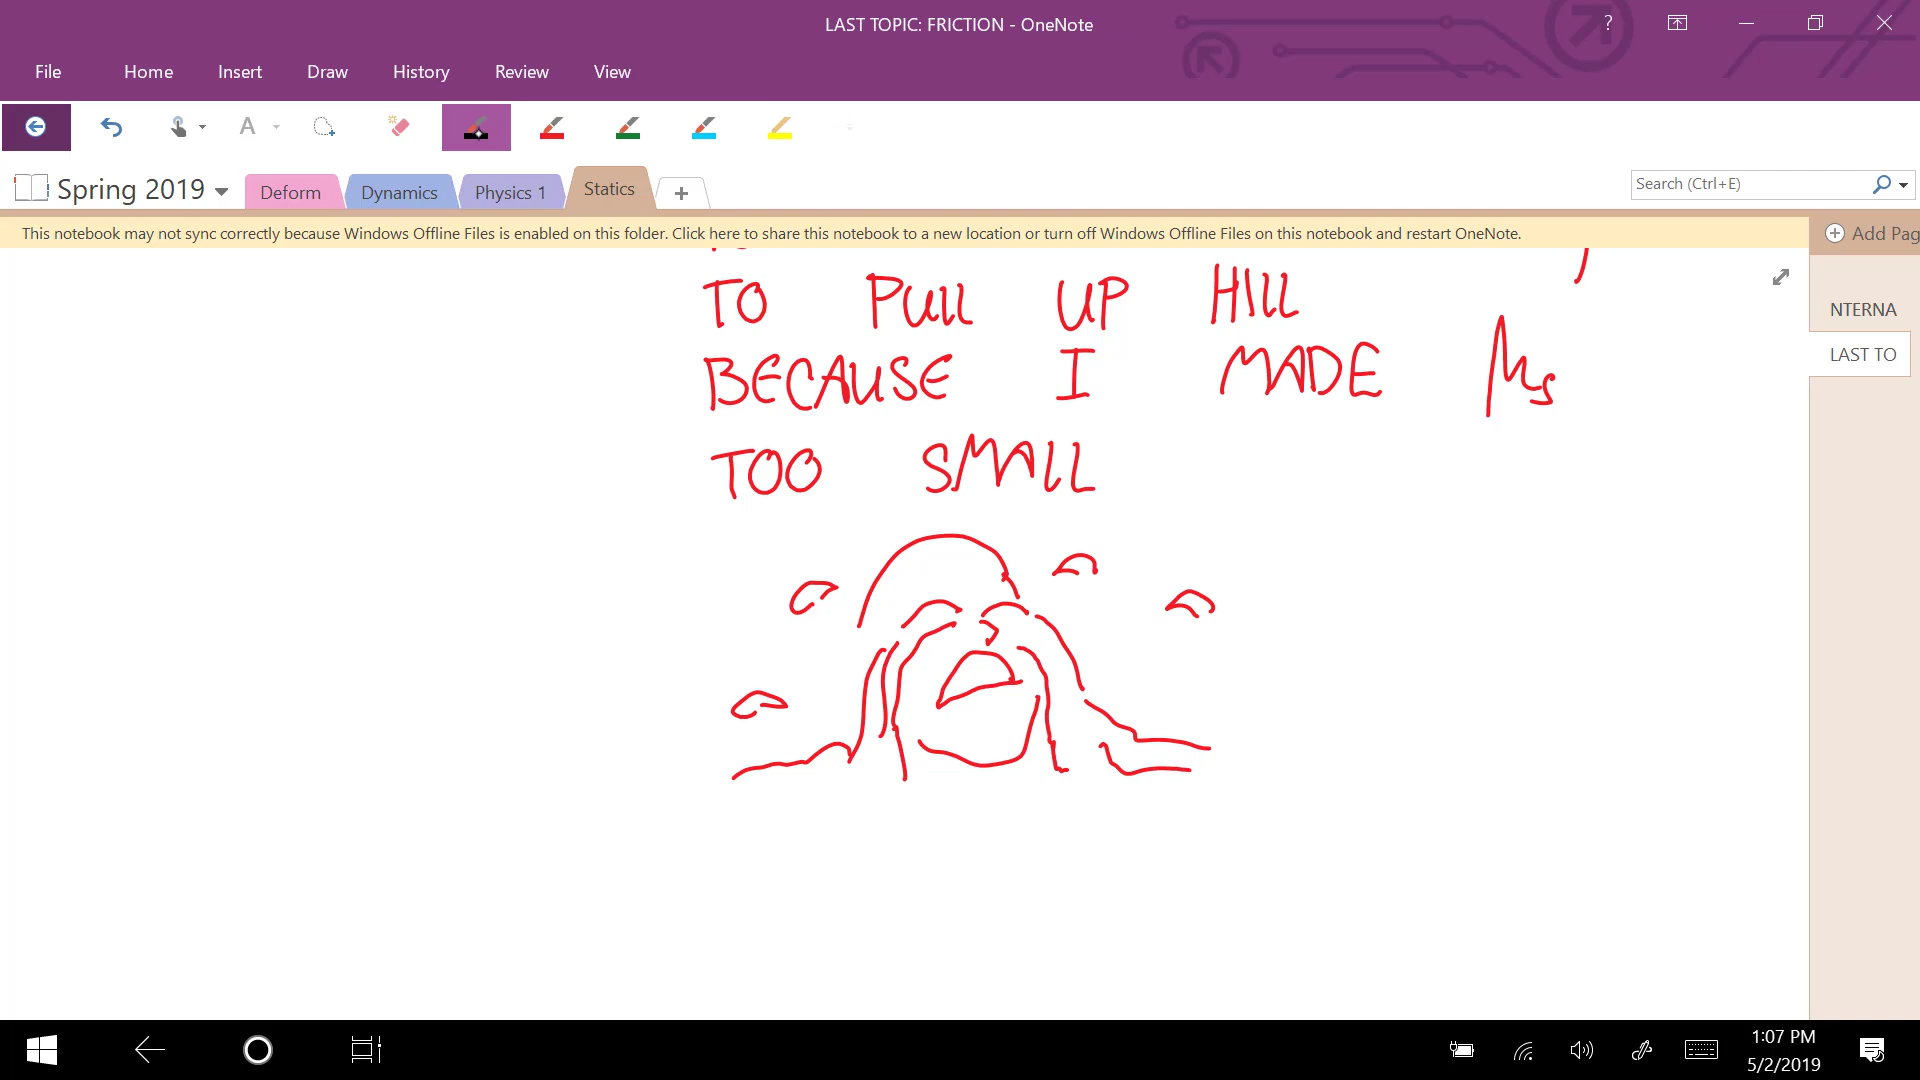 LAST TOPIC: FRICTION - OneNote
?
File Home Insert Draw History Review View
A
Spring 2019 Deform Dynamics Physics 1 Statics +
Search (Ctrl+E)
This notebook may not sync correctly because Windows Offline Files is enabled on this folder. Click here to share this notebook to a new location or turn off Windows Offline Files on this notebook and restart OneNote.
Add Pag
NTERNA
LAST TO
TO PULL UP HILL
BECAUSE I MADE μs
TOO SMALL
1:07 PM
5/2/2019